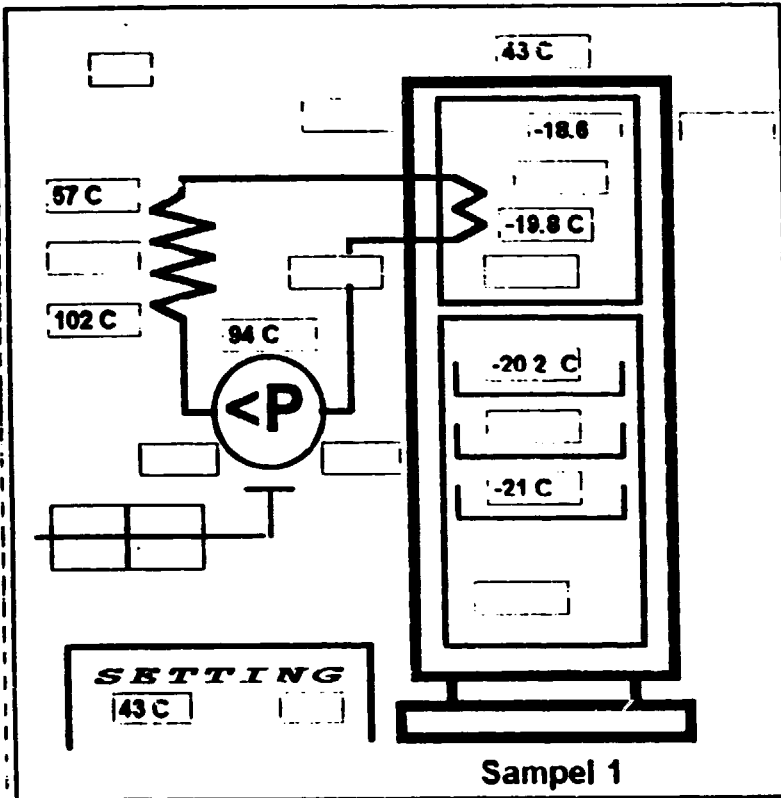 43 C
-18.6
57 C
-19.8 C
102 C
94 C
<P
-20 2 C
-21 C
SETTING
43 C
Sampel 1